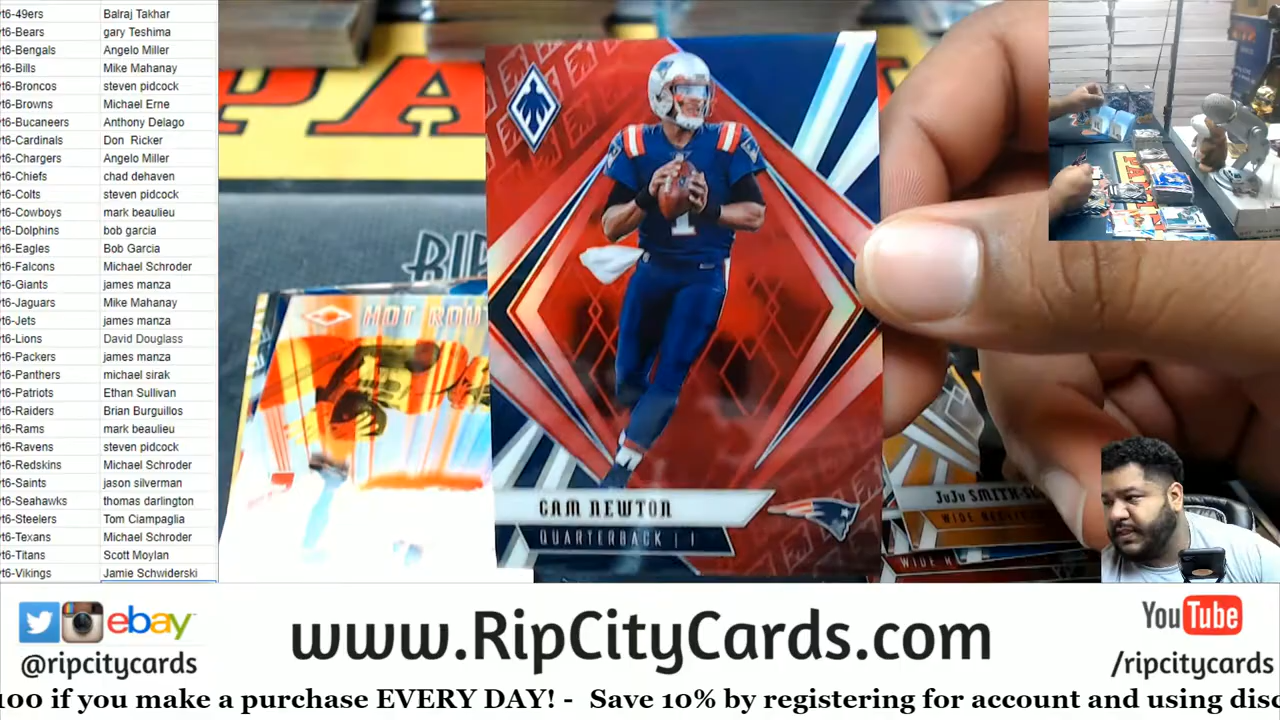 t6-49ers Balraj Takhar
t6-Bears gary Teshima
t6-Bengals Angelo Miller
t6-Bills Mike Mahanay
t6-Broncos steven pidcock
t6-Browns Michael Erne
t6-Bucaneers Anthony Delago
t6-Cardinals Don Ricker
t6-Chargers Angelo Miller
t6-Chiefs chad dehaven
t6-Colts steven pidcock
t6-Cowboys mark beaulieu
t6-Dolphins bob garcia
t6-Eagles Bob Garcia
t6-Falcons Michael Schroder
t6-Giants james manza
t6-Jaguars Mike Mahanay
t6-Jets james manza
t6-Lions David Douglass
t6-Packers james manza
t6-Panthers michael sirak
t6-Patriots Ethan Sullivan
t6-Raiders Brian Burguillos
t6-Rams mark beaulieu
t6-Ravens steven pidcock
t6-Redskins Michael Schroder
t6-Saints jason silverman
t6-Seahawks thomas darlington
t6-Steelers Tom Ciampaglia
t6-Texans Michael Schroder
t6-Titans Scott Moylan
t6-Vikings Jamie Schwiderski
PA
RIP
HOT ROU
1
CAM NEWTON
QUARTERBACK | 1
JUJU SMITH-S
WIDE RECEI
WIDE R
ebay
@ripcitycards
www.RipCityCards.com
YouTube
/ripcitycards
100 if you make a purchase EVERY DAY! - Save 10% by registering for account and using disc